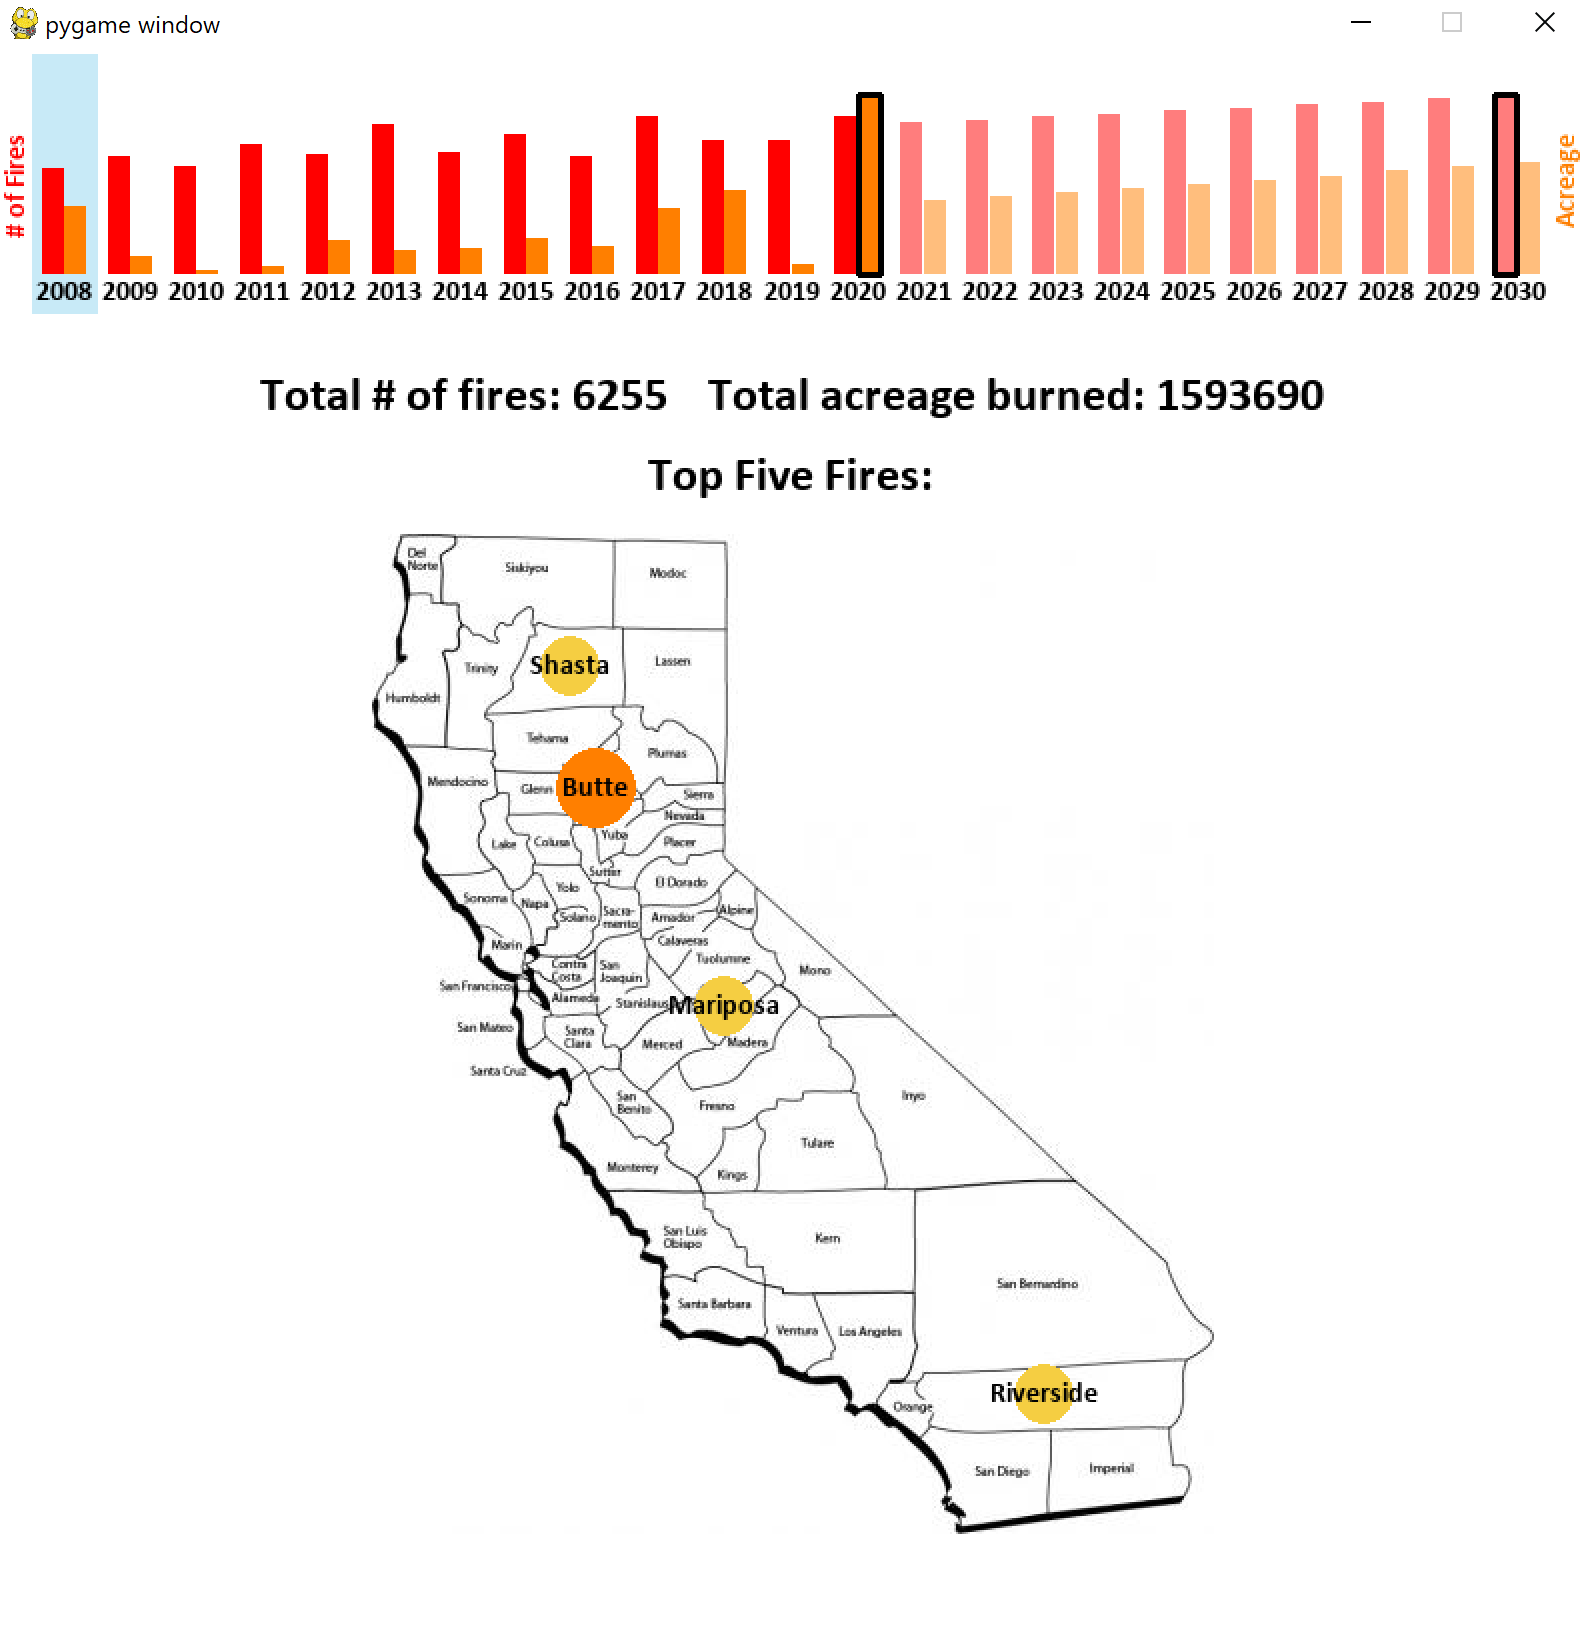 pygame window
# of Fires
Acreage
2008 2009 2010 2011 2012 2013 2014 2015 2016 2017 2018 2019 2020 2021 2022 2023 2024 2025 2026 2027 2028 2029 2030
Total # of fires: 6255 Total acreage burned: 1593690
Top Five Fires:
Del
Norte
Siskiyou
Modoc
Shasta
Trinity
Lassen
Humboldt
Tehama
Plumas
Mendocino
Glenn
Butte
Sierra
Nevada
Lake
Colusa
Yuba
Placer
Sutter
Yolo
El Dorado
Sonoma
Napa
Solano
Sacra-
mento
Amador
Alpine
Marin
Calaveras
Tuolumne
Contra
Costa
San
Joaquin
Mono
San Francisco
Alameda
Stanislaus
Mariposa
San Mateo
Santa
Clara
Merced
Madera
Santa Cruz
San
Benito
Fresno
Inyo
Tulare
Monterey
Kings
San Luis
Obispo
Kern
San Bernardino
Santa Barbara
Ventura
Los Angeles
Riverside
Orange
San Diego
Imperial